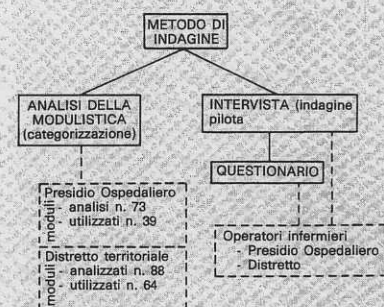 METODO DI
INDAGINE
ANALISI DELLA
MODULISTICA
(categorizzazione)
INTERVISTA (indagine
pilota
QUESTIONARIO
moduli
Presidio Ospedaliero
- analisi n. 73
- utilizzati n. 39
moduli
Distretto territoriale
- analizzati n. 88
- utilizzati n. 64
Operatori infermieri
- Presidio Ospedaliero
- Distretto